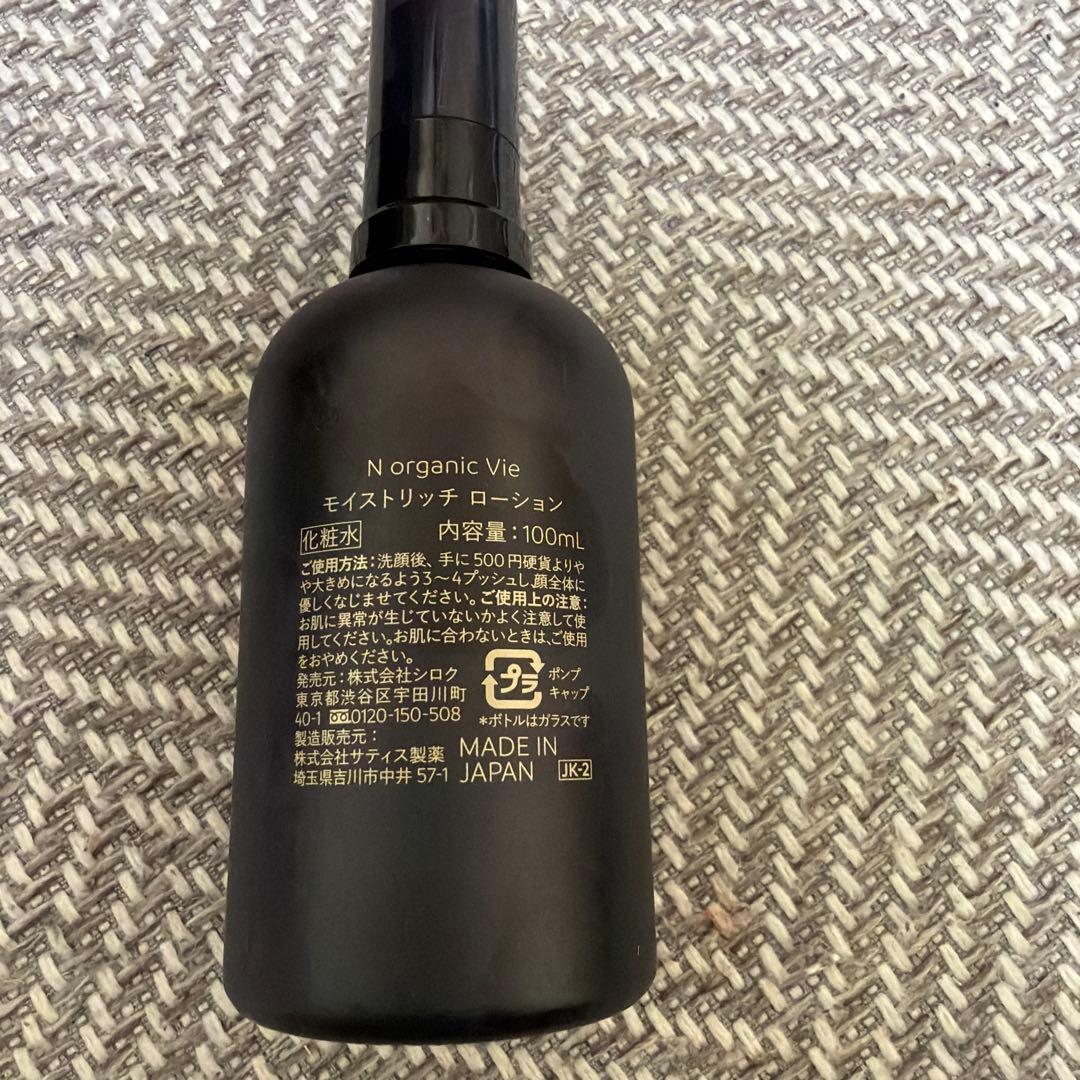 N organic Vie
モイストリッチ ローション
化粧水 内容量:100mL
ご使用方法:洗顔後、手に500円硬貨よりや
や大きめになるよう3〜4プッシュし、顔全体に
優しくなじませてください。ご使用上の注意:
お肌に異常が生じていないかよく注意して使
用してください。お肌に合わないときは、ご使用
をおやめください。
発売元:株式会社シロク
東京都渋谷区宇田川町
40-1 0120-150-508
製造販売元:
株式会社サティス製薬
埼玉県吉川市中井 57-1
プラ
ポンプ
キャップ
*ボトルはガラスです
MADE IN
JAPAN JK-2